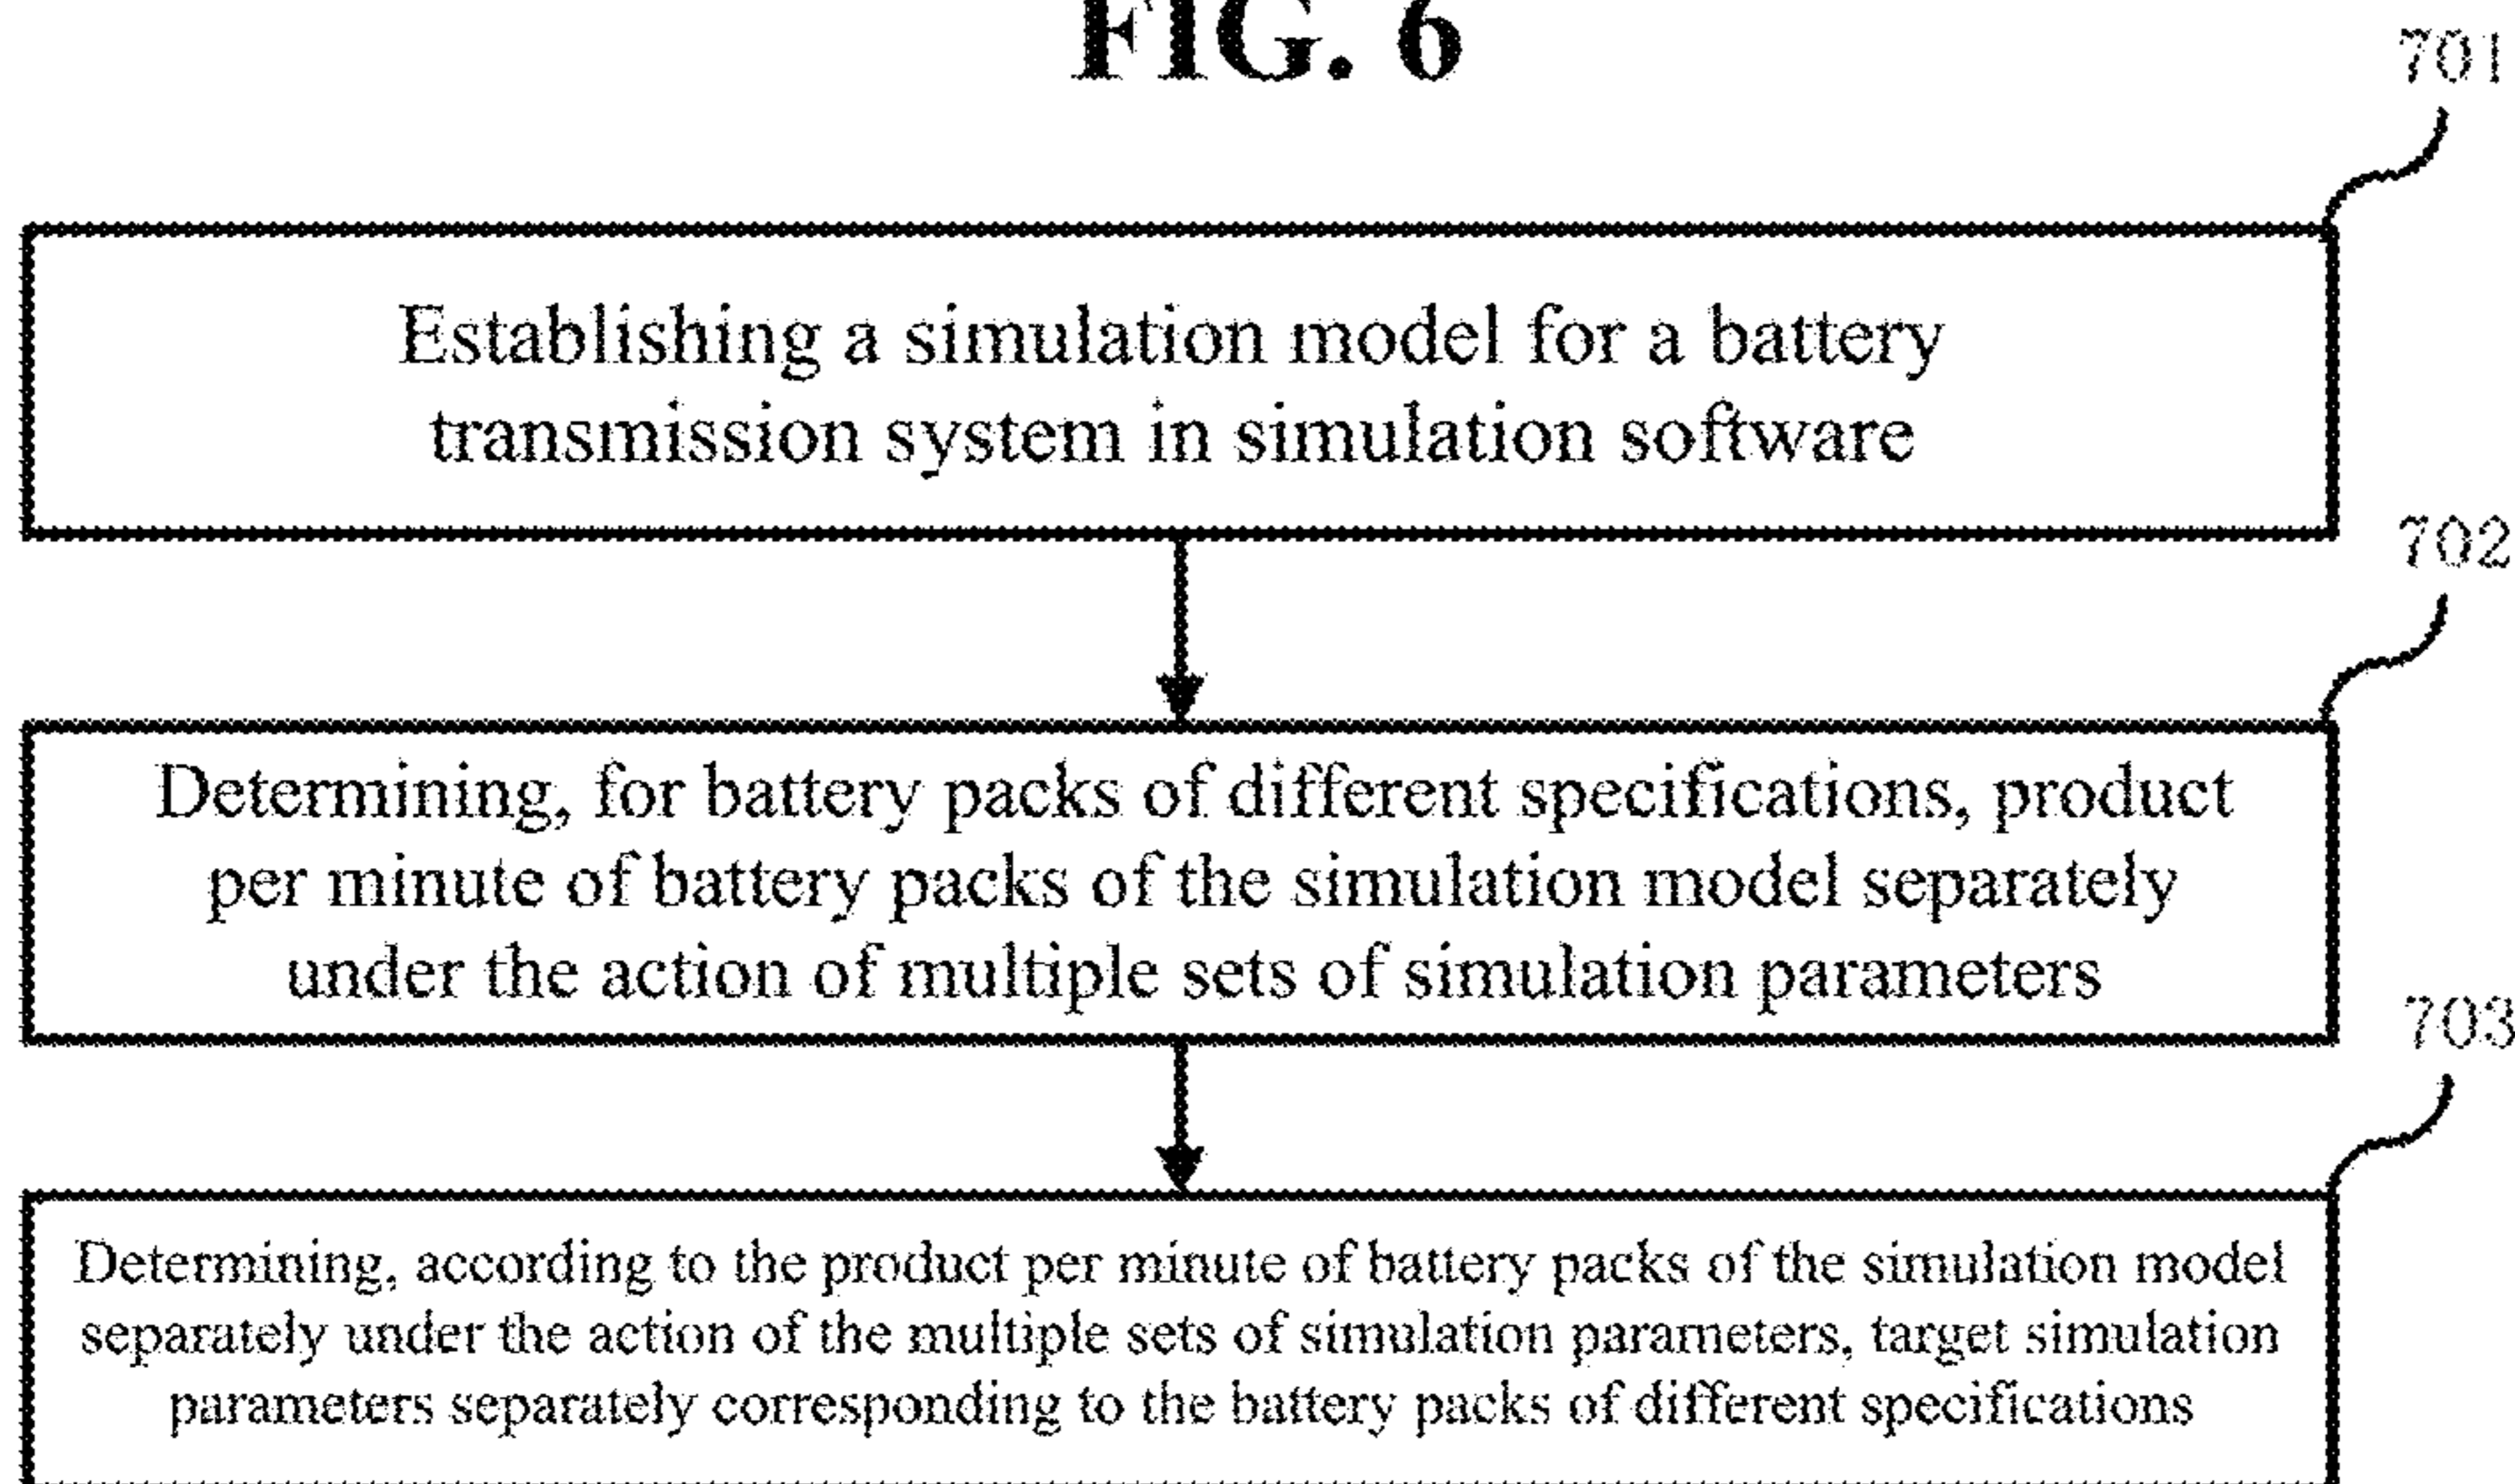 FIG. 6
701
Establishing a simulation model for a battery
transmission system in simulation software
702
Determining, for battery packs of different specifications, product
per minute of battery packs of the simulation model separately
under the action of multiple sets of simulation parameters
703
Determining, according to the product per minute of battery packs of the simulation model
separately under the action of the multiple sets of simulation parameters, target simulation
parameters separately corresponding to the battery packs of different specifications